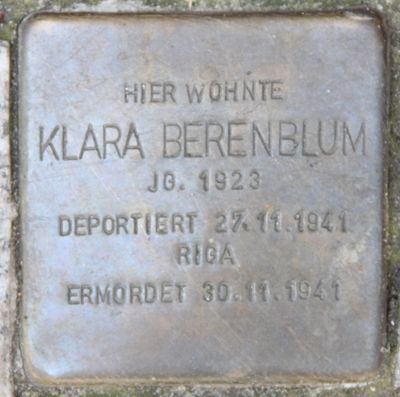 HIER WOHNTE
KLARA BERENBLUM
JG. 1923
DEPORTIERT 27.11.1941
RIGA
ERMORDET 30.11.1941